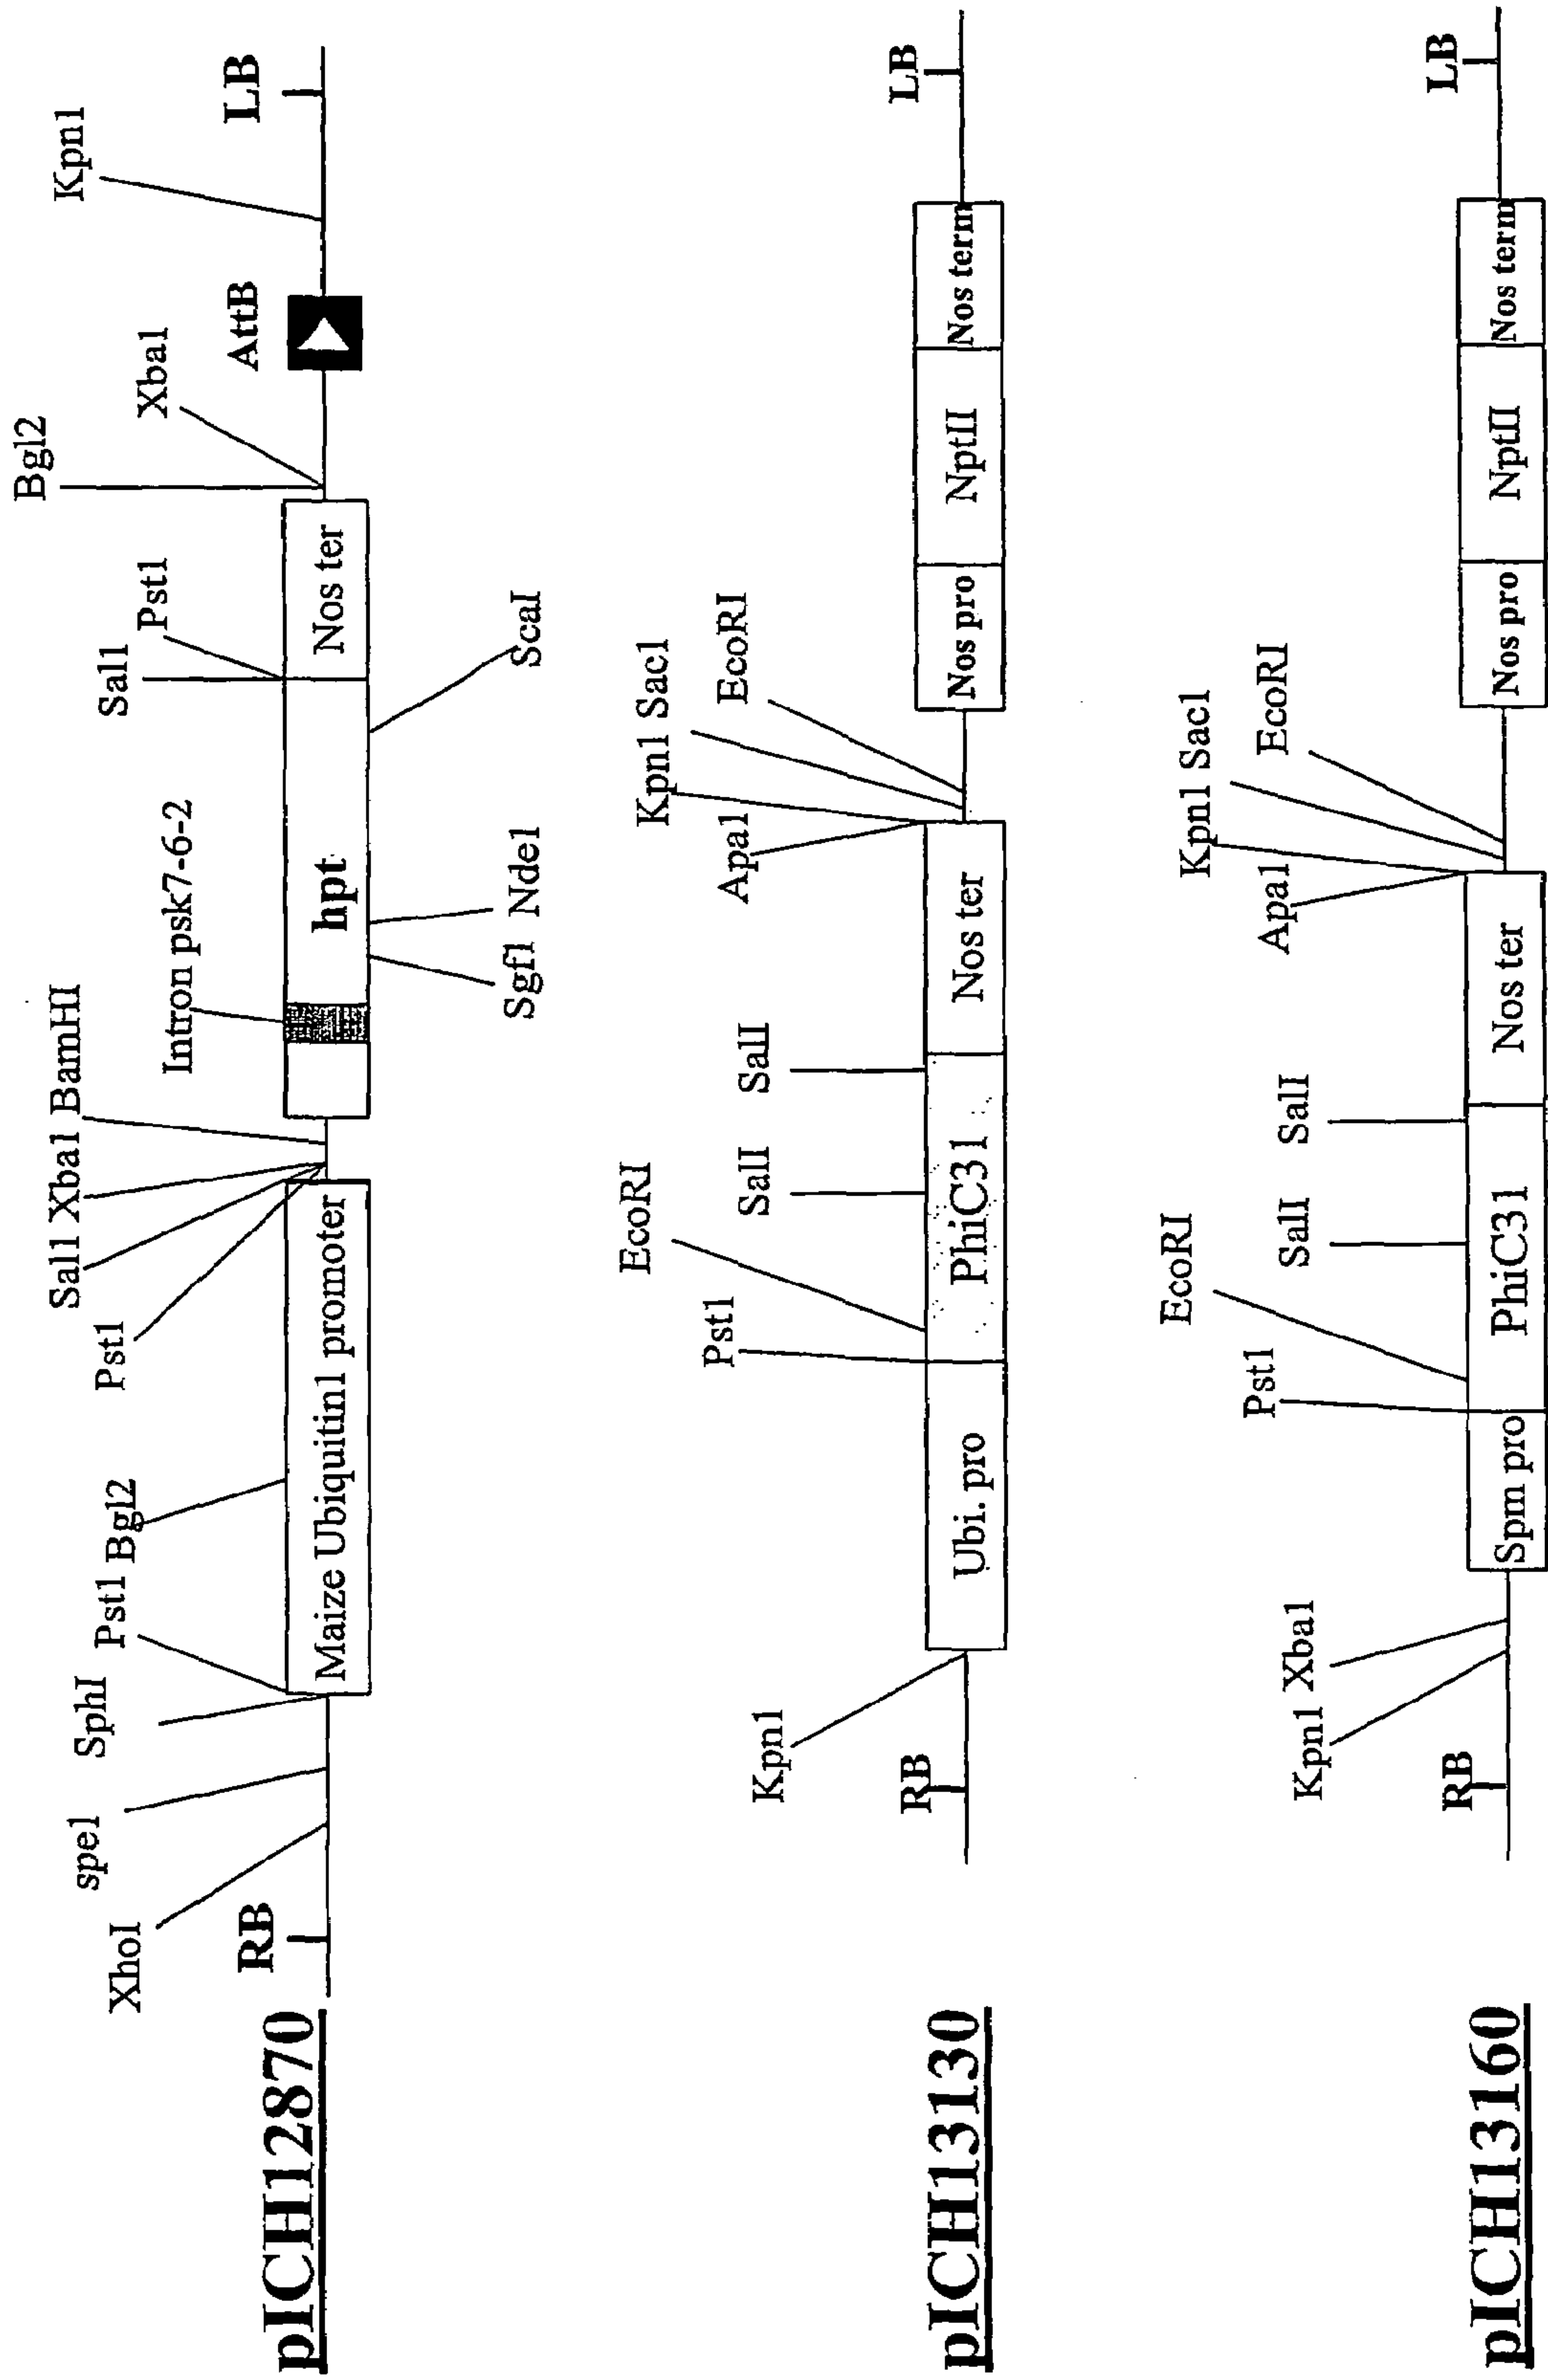 pICH12870
RB
XhoI
spe1
SphI
Pst1
Bgl2
Maize Ubiquitin1 promoter
Pst1
Sal1
Xba1
BamHI
Intron psk7-6-2
hpt
Sgf1
Nde1
ScaI
Sal1
Pst1
Nos ter
Bgl2
Xba1
AttB
Kpn1
LB
pICH13130
RB
Kpn1
Ubi. pro
Pst1
EcoRI
PhiC31
SalI
SalI
Nos ter
Apa1
Kpn1
Sac1
EcoRI
Nos pro
NptII
Nos term
LB
pICH13160
RB
Kpn1
Xba1
Spm pro
Pst1
EcoRI
PhiC31
SalI
SalI
Nos ter
Apa1
Kpn1
Sac1
EcoRI
Nos pro
NptII
Nos term
LB